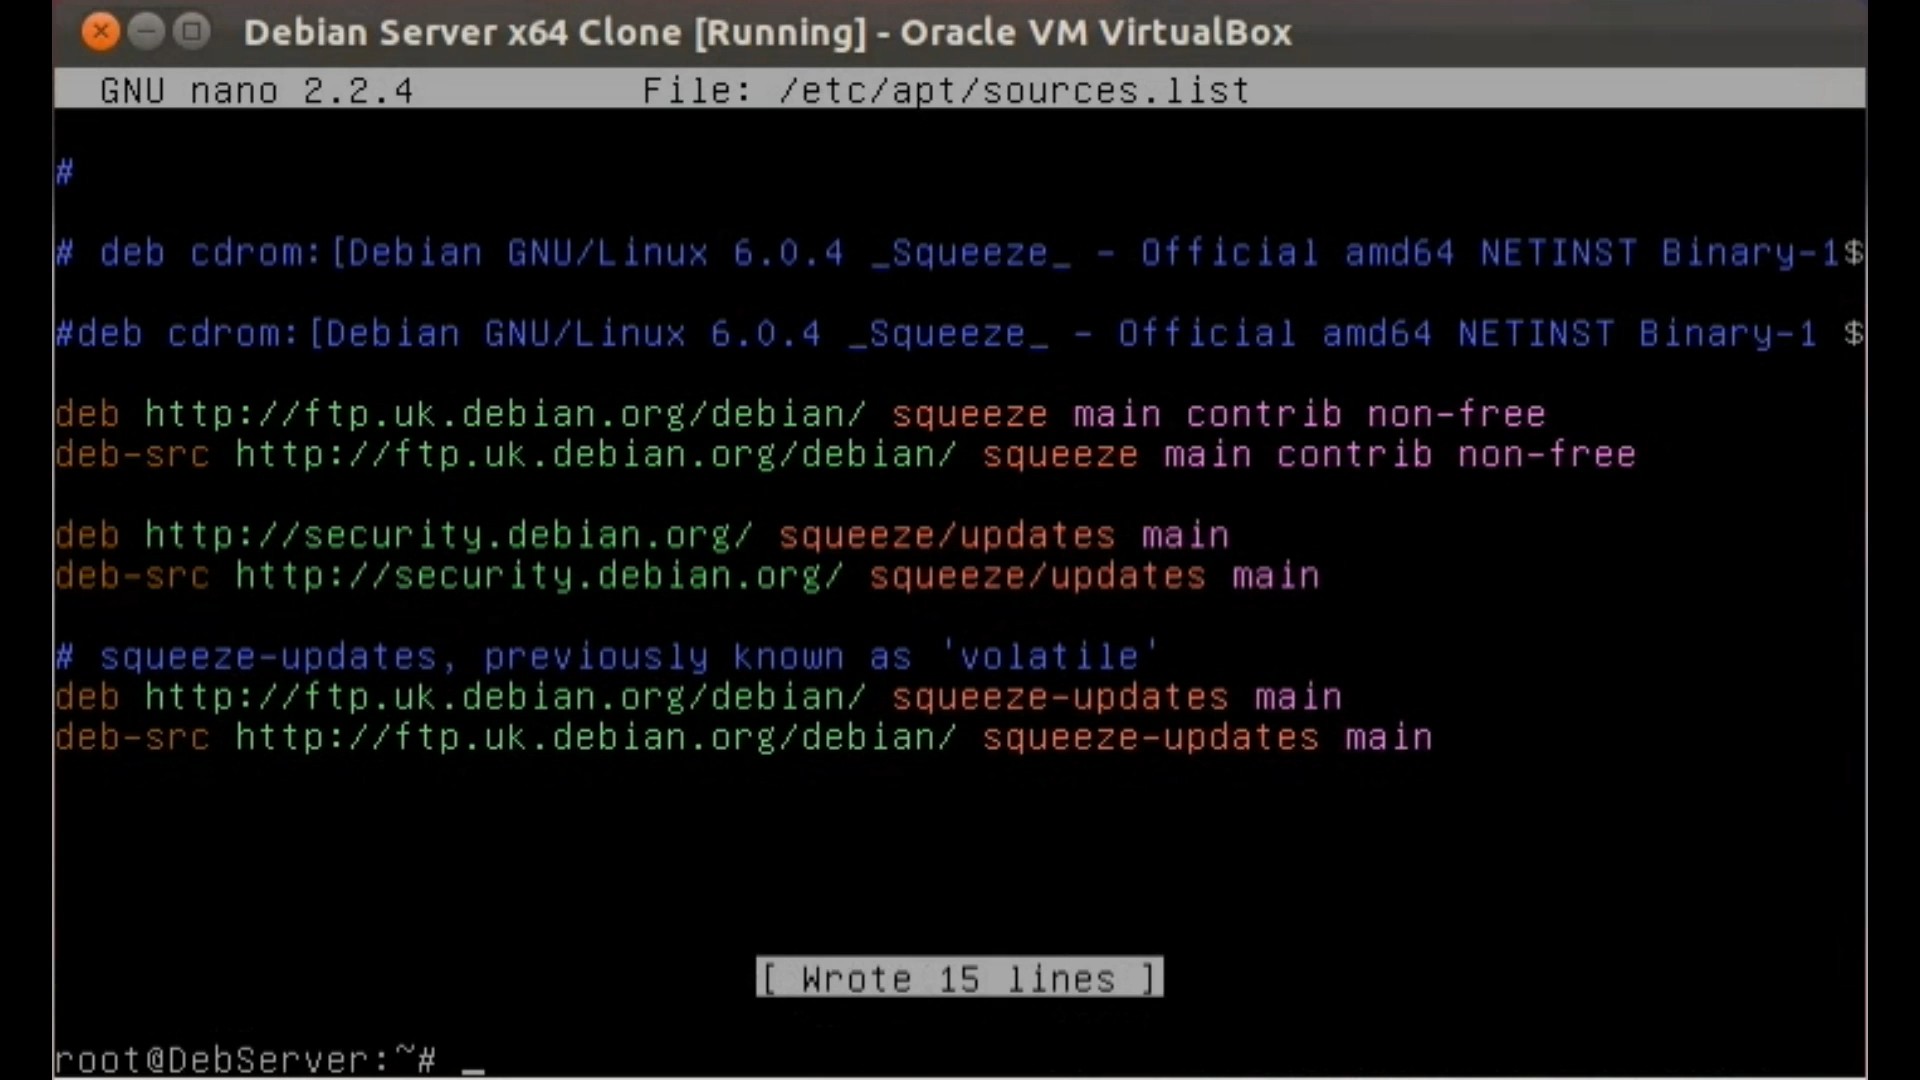 Debian Server x64 Clone [Running] - Oracle VM VirtualBox
GNU nano 2.2.4 File: /etc/apt/sources.list
#
# deb cdrom:[Debian GNU/Linux 6.0.4 _Squeeze_ - Official amd64 NETINST Binary-1$
#deb cdrom:[Debian GNU/Linux 6.0.4 _Squeeze_ - Official amd64 NETINST Binary-1 $
deb http://ftp.uk.debian.org/debian/ squeeze main contrib non-free
deb-src http://ftp.uk.debian.org/debian/ squeeze main contrib non-free
deb http://security.debian.org/ squeeze/updates main
deb-src http://security.debian.org/ squeeze/updates main
# squeeze-updates, previously known as 'volatile'
deb http://ftp.uk.debian.org/debian/ squeeze-updates main
deb-src http://ftp.uk.debian.org/debian/ squeeze-updates main
[ Wrote 15 lines ]
root@DebServer:~# _